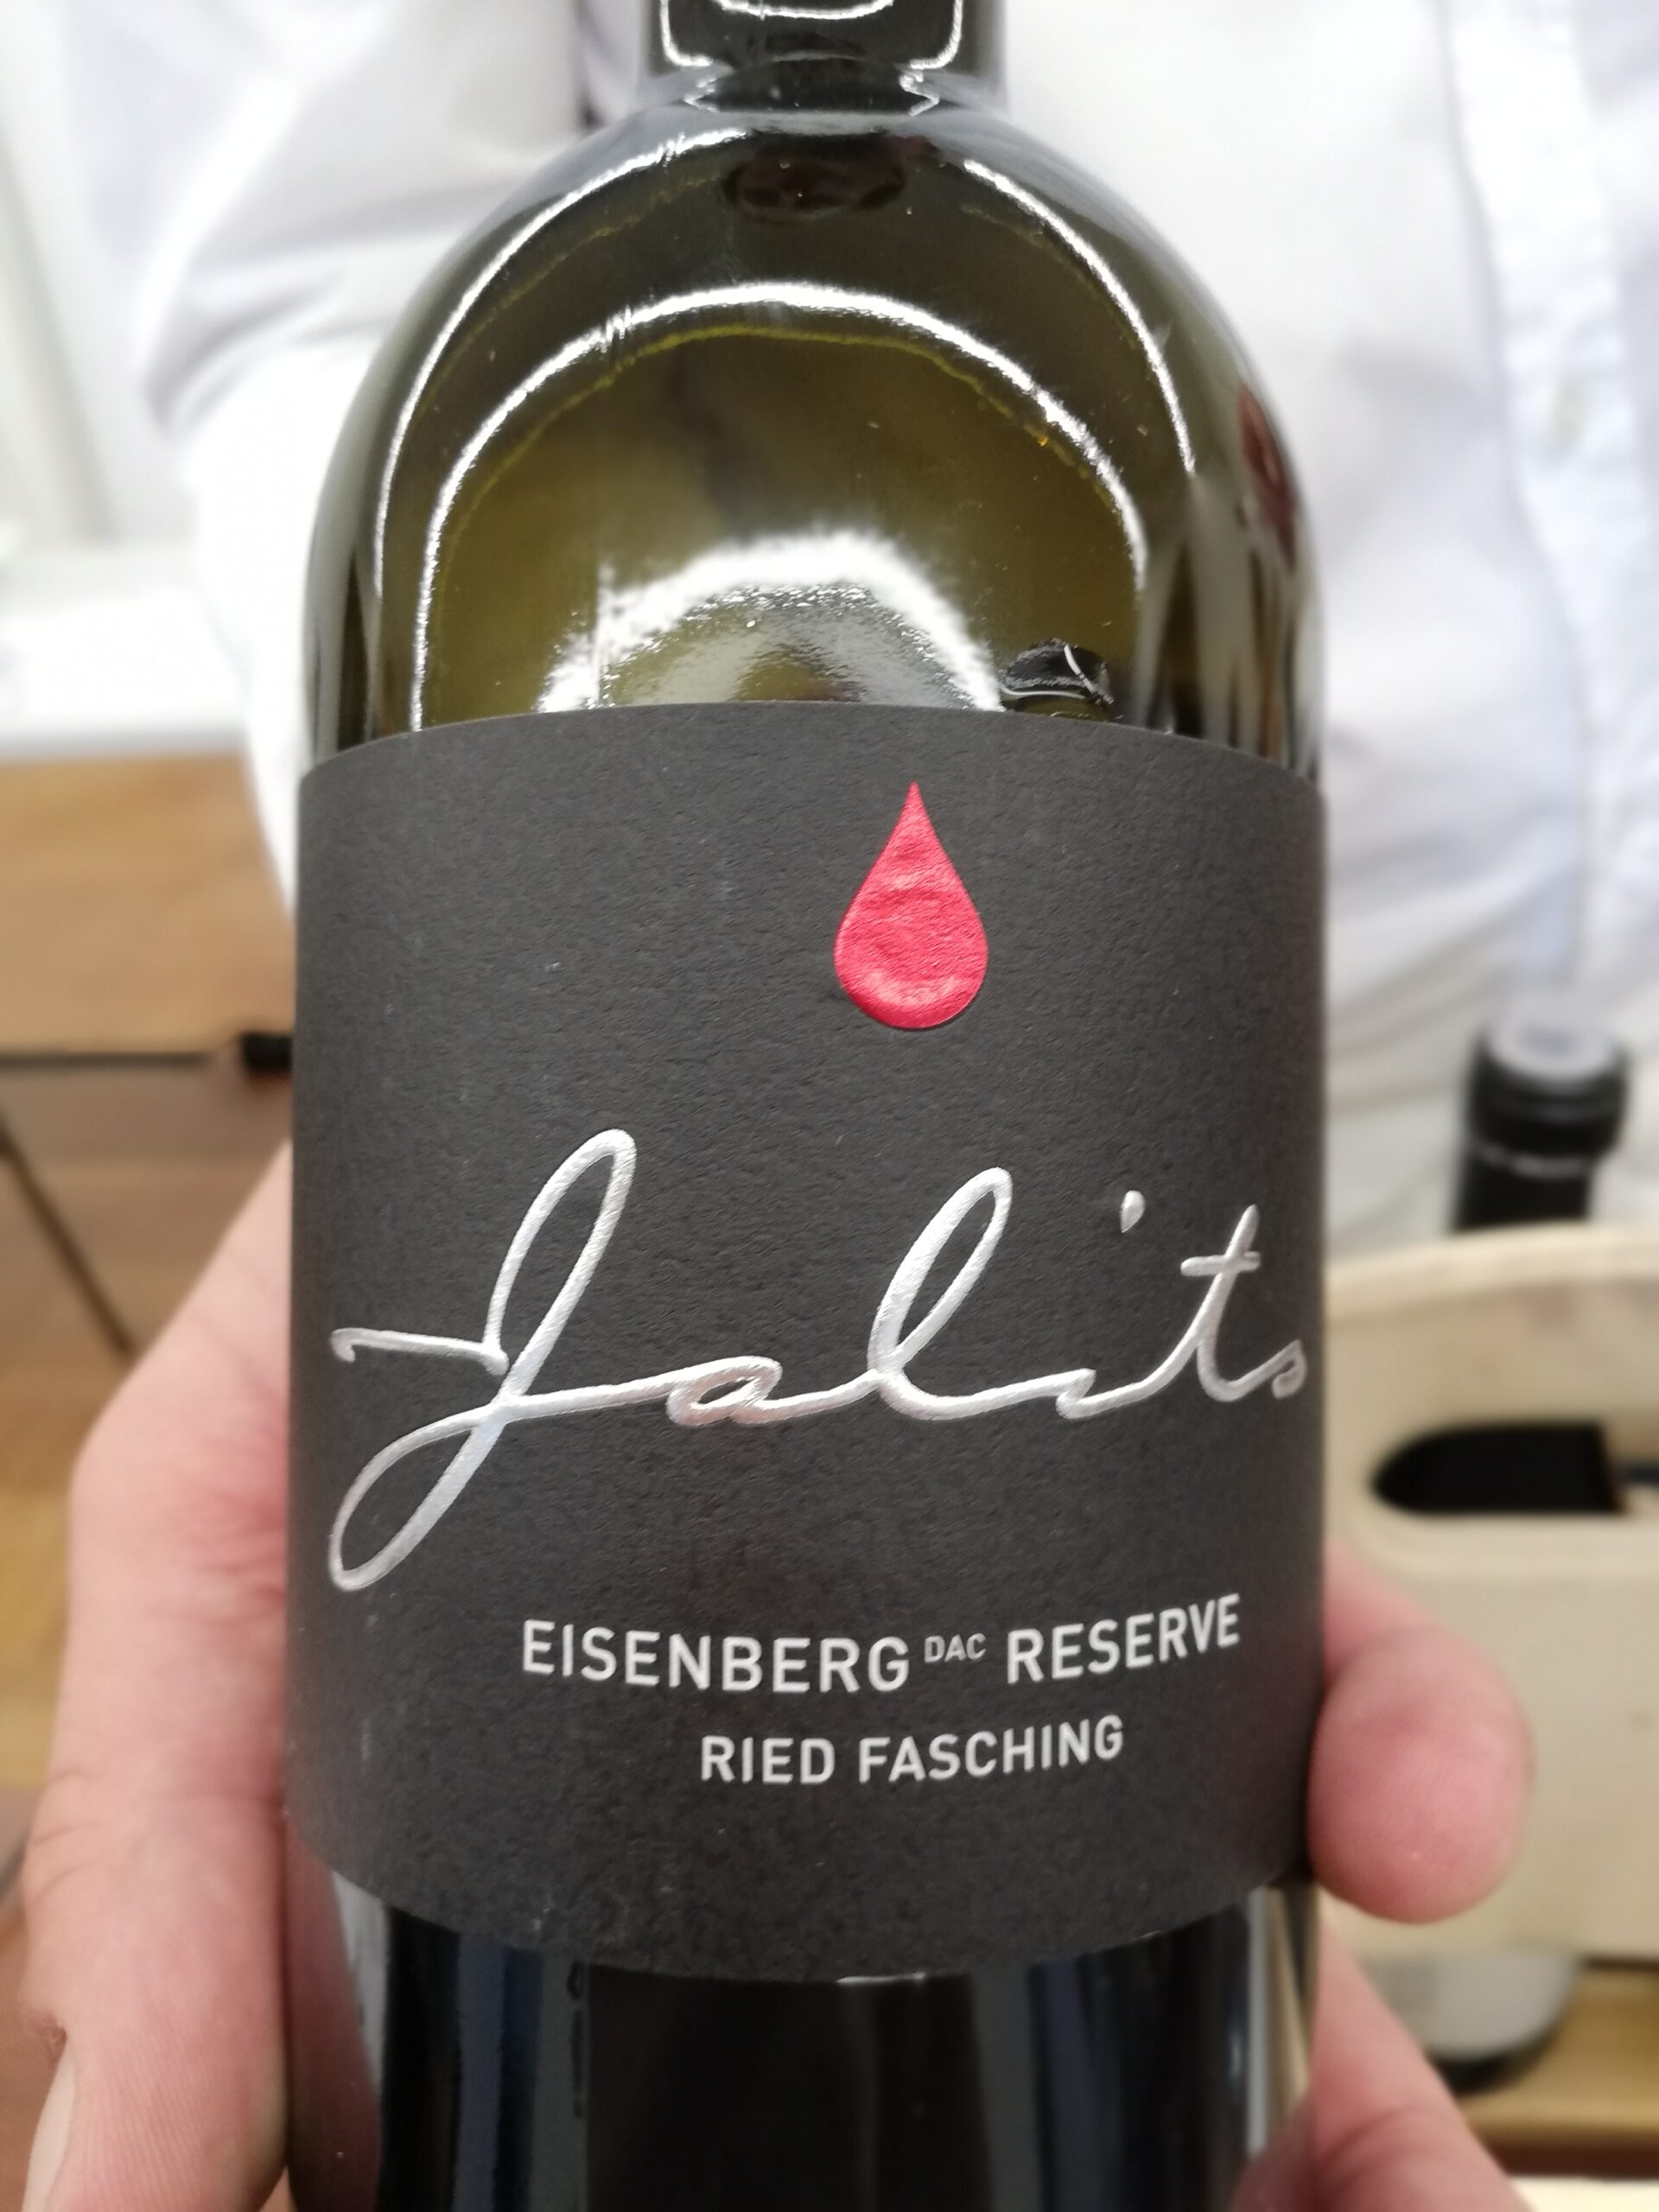 Jalits
EISENBERG DAC RESERVE
RIED FASCHING